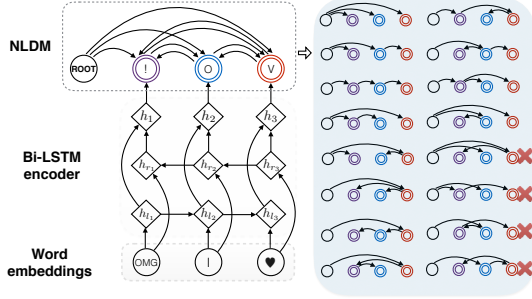 NLDM
ROOT
!
O
V
h₁
h₂
h₃
Bi-LSTM
encoder
hᵣ₁
hᵣ₂
hᵣ₃
hₗ₁
hₗ₂
hₗ₃
Word
embeddings
OMG
I
♥